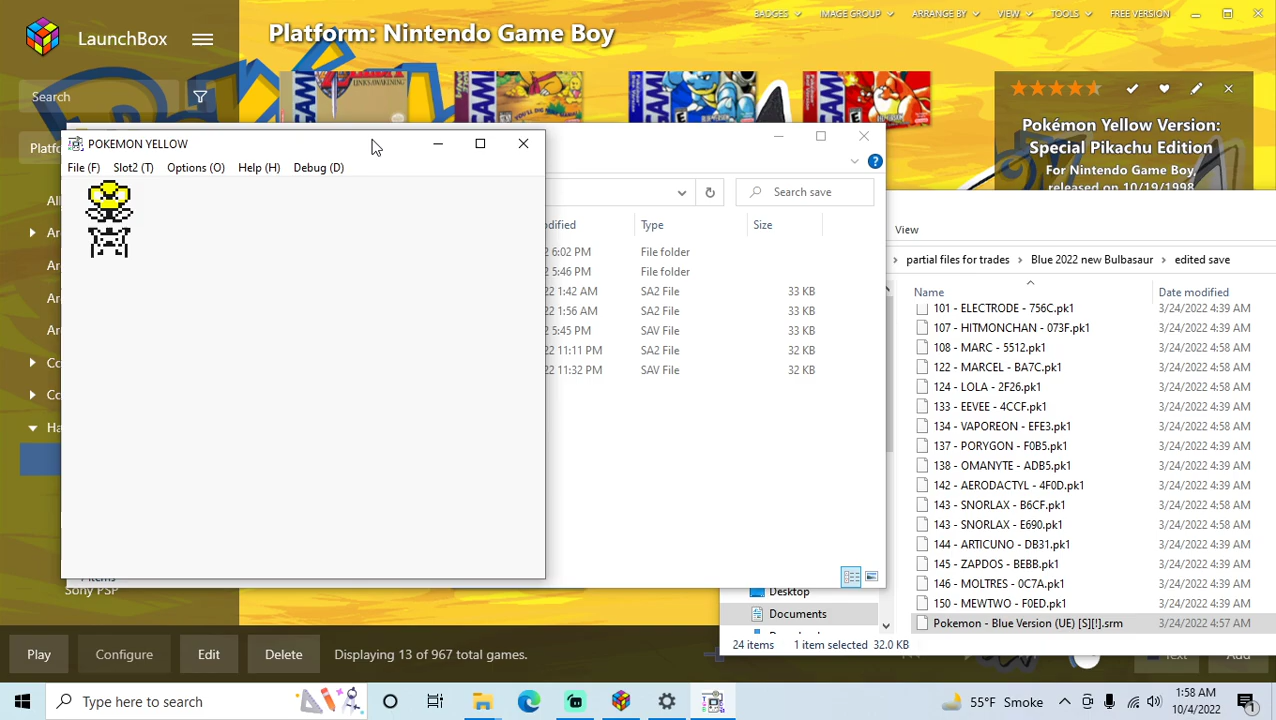 BADGES IMAGE GROUP ARRANGE BY VIEW TOOLS FREE VERSION
LaunchBox
Platform: Nintendo Game Boy
Search
LINKS AWAKENING
Pokémon Yellow Version:
Special Pikachu Edition
For Nintendo Game Boy,
released on 10/19/1998
POKEMON YELLOW
File (F) Slot2 (T) Options (O) Help (H) Debug (D)
Search save
odified Type Size
2 6:02 PM File folder
2 5:46 PM File folder
22 1:42 AM SA2 File 33 KB
22 1:56 AM SA2 File 33 KB
2 5:45 PM SAV File 33 KB
22 11:11 PM SA2 File 32 KB
22 11:32 PM SAV File 32 KB
View
partial files for trades Blue 2022 new Bulbasaur edited save
Name Date modified
101 - ELECTRODE - 756C.pk1 3/24/2022 4:39 AM
107 - HITMONCHAN - 073F.pk1 3/24/2022 4:39 AM
108 - MARC - 5512.pk1 3/24/2022 4:58 AM
122 - MARCEL - BA7C.pk1 3/24/2022 4:58 AM
124 - LOLA - 2F26.pk1 3/24/2022 4:39 AM
133 - EEVEE - 4CCF.pk1 3/24/2022 4:39 AM
134 - VAPOREON - EFE3.pk1 3/24/2022 4:39 AM
137 - PORYGON - F0B5.pk1 3/24/2022 4:39 AM
138 - OMANYTE - ADB5.pk1 3/24/2022 4:39 AM
142 - AERODACTYL - 4F0D.pk1 3/24/2022 4:39 AM
143 - SNORLAX - B6CF.pk1 3/24/2022 4:39 AM
143 - SNORLAX - E690.pk1 3/24/2022 4:39 AM
144 - ARTICUNO - DB31.pk1 3/24/2022 4:39 AM
145 - ZAPDOS - BEBB.pk1 3/24/2022 4:39 AM
146 - MOLTRES - 0C7A.pk1 3/24/2022 4:39 AM
150 - MEWTWO - F0ED.pk1 3/24/2022 4:39 AM
Pokemon - Blue Version (UE) [S][!].srm 3/24/2022 4:57 AM
Desktop
Documents
24 items 1 item selected 32.0 KB
Sony PSP
Play Configure Edit Delete Displaying 13 of 967 total games.
Type here to search
55°F Smoke
1:58 AM
10/4/2022
1